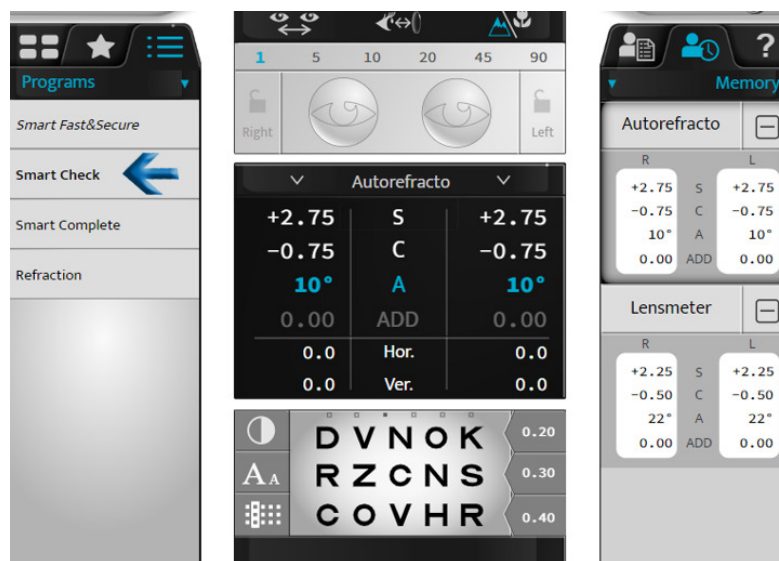 Programs
Smart Fast&Secure
Smart Check
Smart Complete
Refraction
1 5 10 20 45 90
Right Left
Autorefracto
+2.75 S +2.75
−0.75 C −0.75
10° A 10°
0.00 ADD 0.00
0.0 Hor. 0.0
0.0 Ver. 0.0
D V N O K 0.20
A A R Z C N S 0.30
C O V H R 0.40
?
Memory
Autorefracto
R L
+2.75 S +2.75
−0.75 C −0.75
10° A 10°
0.00 ADD 0.00
Lensmeter
R L
+2.25 S +2.25
−0.50 C −0.50
22° A 22°
0.00 ADD 0.00